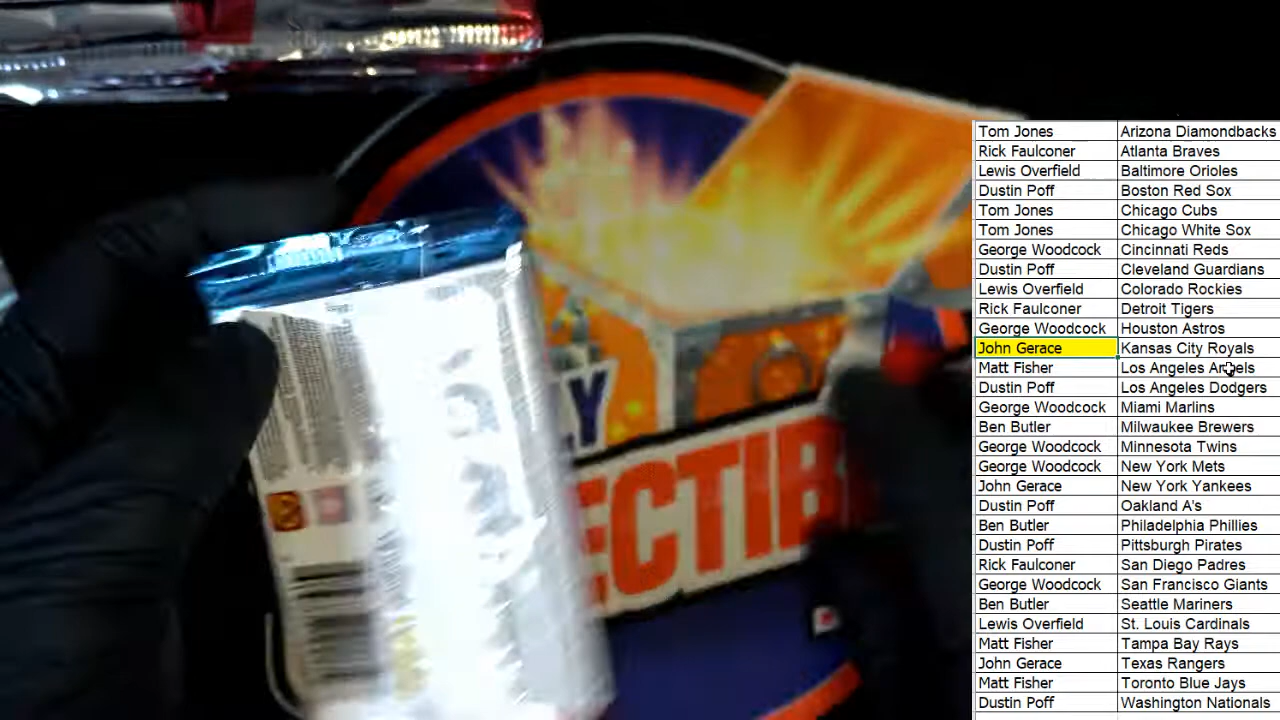 Tom Jones Arizona Diamondbacks
Rick Faulconer Atlanta Braves
Lewis Overfield Baltimore Orioles
Dustin Poff Boston Red Sox
Tom Jones Chicago Cubs
Tom Jones Chicago White Sox
George Woodcock Cincinnati Reds
Dustin Poff Cleveland Guardians
Lewis Overfield Colorado Rockies
Rick Faulconer Detroit Tigers
George Woodcock Houston Astros
John Gerace Kansas City Royals
Matt Fisher Los Angeles Angels
Dustin Poff Los Angeles Dodgers
George Woodcock Miami Marlins
Ben Butler Milwaukee Brewers
George Woodcock Minnesota Twins
George Woodcock New York Mets
John Gerace New York Yankees
Dustin Poff Oakland A's
Ben Butler Philadelphia Phillies
Dustin Poff Pittsburgh Pirates
Rick Faulconer San Diego Padres
George Woodcock San Francisco Giants
Ben Butler Seattle Mariners
Lewis Overfield St. Louis Cardinals
Matt Fisher Tampa Bay Rays
John Gerace Texas Rangers
Matt Fisher Toronto Blue Jays
Dustin Poff Washington Nationals
LY
ECTIB